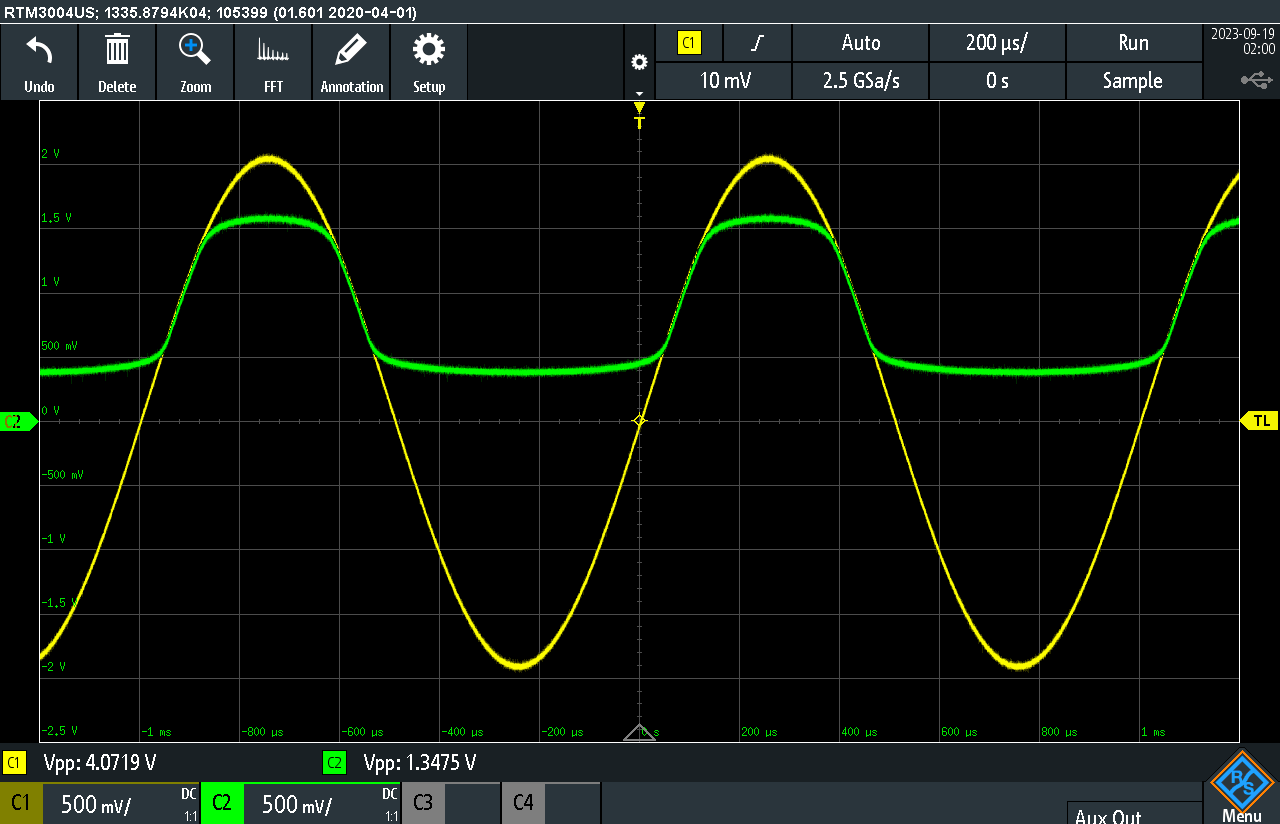 RTM3004US; 1335.8794K04; 105399 (01.601 2020-04-01)
Undo
Delete
Zoom
FFT
Annotation
Setup
C1
Auto
200 µs/
Run
2023-09-19
02:00
10 mV
2.5 GSa/s
0 s
Sample
T
2 V
1.5 V
1 V
500 mV
0 V
C2
TL
-500 mV
-1 V
-1.5 V
-2 V
-2.5 V
-1 ms
-800 µs
-600 µs
-400 µs
-200 µs
0 s
200 µs
400 µs
600 µs
800 µs
1 ms
C1 Vpp: 4.0719 V
C2 Vpp: 1.3475 V
C1 500 mV/ DC 1:1
C2 500 mV/ DC 1:1
C3
C4
Aux Out
R S
Menu